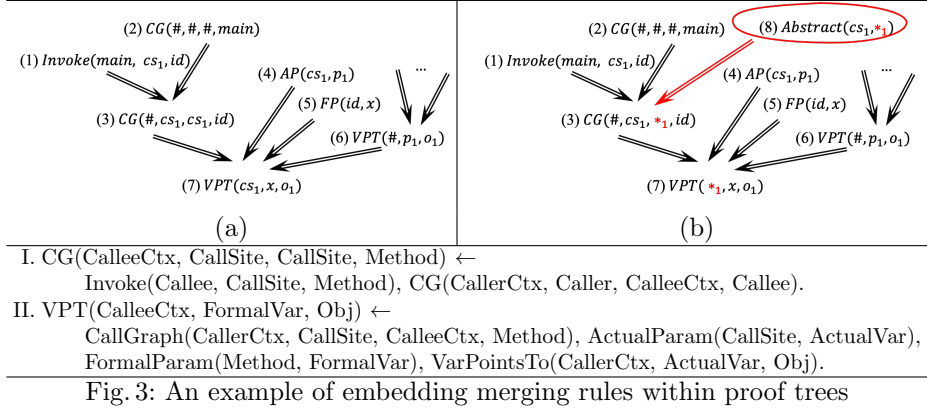 (2) CG(#,#,#,main)
(1) Invoke(main, cs₁,id)
(4) AP(cs₁,p₁)
...
(5) FP(id,x)
(3) CG(#,cs₁,cs₁,id)
(6) VPT(#,p₁,o₁)
(7) VPT(cs₁,x,o₁)
(a)
(2) CG(#,#,#,main)
(8) Abstract(cs₁,*₁)
(1) Invoke(main, cs₁,id)
(4) AP(cs₁,p₁)
...
(5) FP(id,x)
(3) CG(#,cs₁, *₁,id)
(6) VPT(#,p₁,o₁)
(7) VPT( *₁,x,o₁)
(b)
I. CG(CalleeCtx, CallSite, CallSite, Method) ←
Invoke(Callee, CallSite, Method), CG(CallerCtx, Caller, CalleeCtx, Callee).
II. VPT(CalleeCtx, FormalVar, Obj) ←
CallGraph(CallerCtx, CallSite, CalleeCtx, Method), ActualParam(CallSite, ActualVar),
FormalParam(Method, FormalVar), VarPointsTo(CallerCtx, ActualVar, Obj).
Fig. 3: An example of embedding merging rules within proof trees